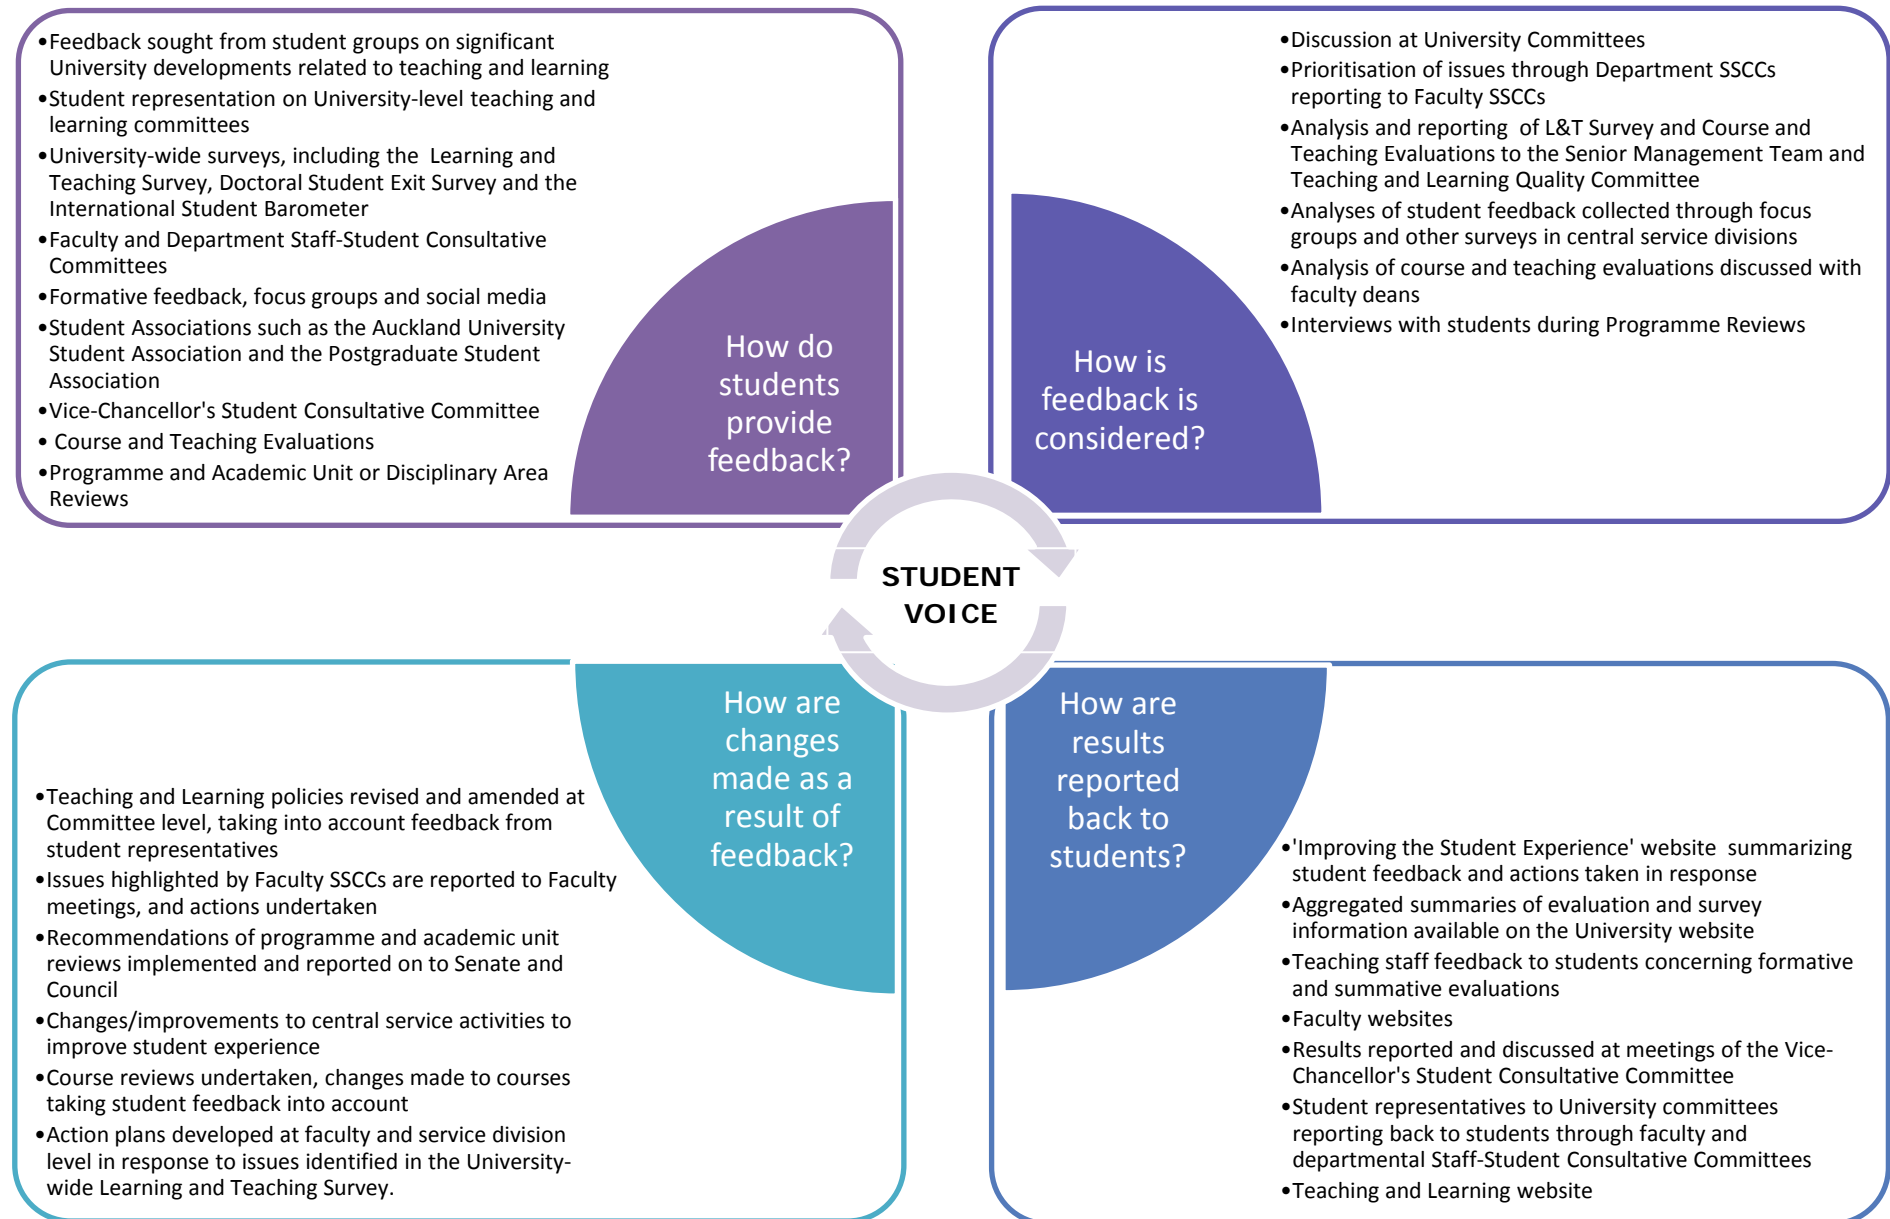 •Feedback sought from student groups on significant
University developments related to teaching and learning
•Student representation on University-level teaching and
learning committees
•University-wide surveys, including the  Learning and
Teaching Survey, Doctoral Student Exit Survey and the
International Student Barometer
•Faculty and Department Staff-Student Consultative
Committees
•Formative feedback, focus groups and social media
•Student Associations such as the Auckland University
Student Association and the Postgraduate Student
Association
•Vice-Chancellor's Student Consultative Committee
• Course and Teaching Evaluations
•Programme and Academic Unit or Disciplinary Area
Reviews
How do
students
provide
feedback?
•Discussion at University Committees
•Prioritisation of issues through Department SSCCs
reporting to Faculty SSCCs
•Analysis and reporting  of L&T Survey and Course and
Teaching Evaluations to the Senior Management Team and
Teaching and Learning Quality Committee
•Analyses of student feedback collected through focus
groups and other surveys in central service divisions
•Analysis of course and teaching evaluations discussed with
faculty deans
•Interviews with students during Programme Reviews
How is
feedback is
considered?
STUDENT
VOICE
How are
changes
made as a
result of
feedback?
•Teaching and Learning policies revised and amended at
Committee level, taking into account feedback from
student representatives
•Issues highlighted by Faculty SSCCs are reported to Faculty
meetings, and actions undertaken
•Recommendations of programme and academic unit
reviews implemented and reported on to Senate and
Council
•Changes/improvements to central service activities to
improve student experience
•Course reviews undertaken, changes made to courses
taking student feedback into account
•Action plans developed at faculty and service division
level in response to issues identified in the University-
wide Learning and Teaching Survey.
How are
results
reported
back to
students?
•'Improving the Student Experience' website  summarizing
student feedback and actions taken in response
•Aggregated summaries of evaluation and survey
information available on the University website
•Teaching staff feedback to students concerning formative
and summative evaluations
•Faculty websites
•Results reported and discussed at meetings of the Vice-
Chancellor's Student Consultative Committee
•Student representatives to University committees
reporting back to students through faculty and
departmental Staff-Student Consultative Committees
•Teaching and Learning website